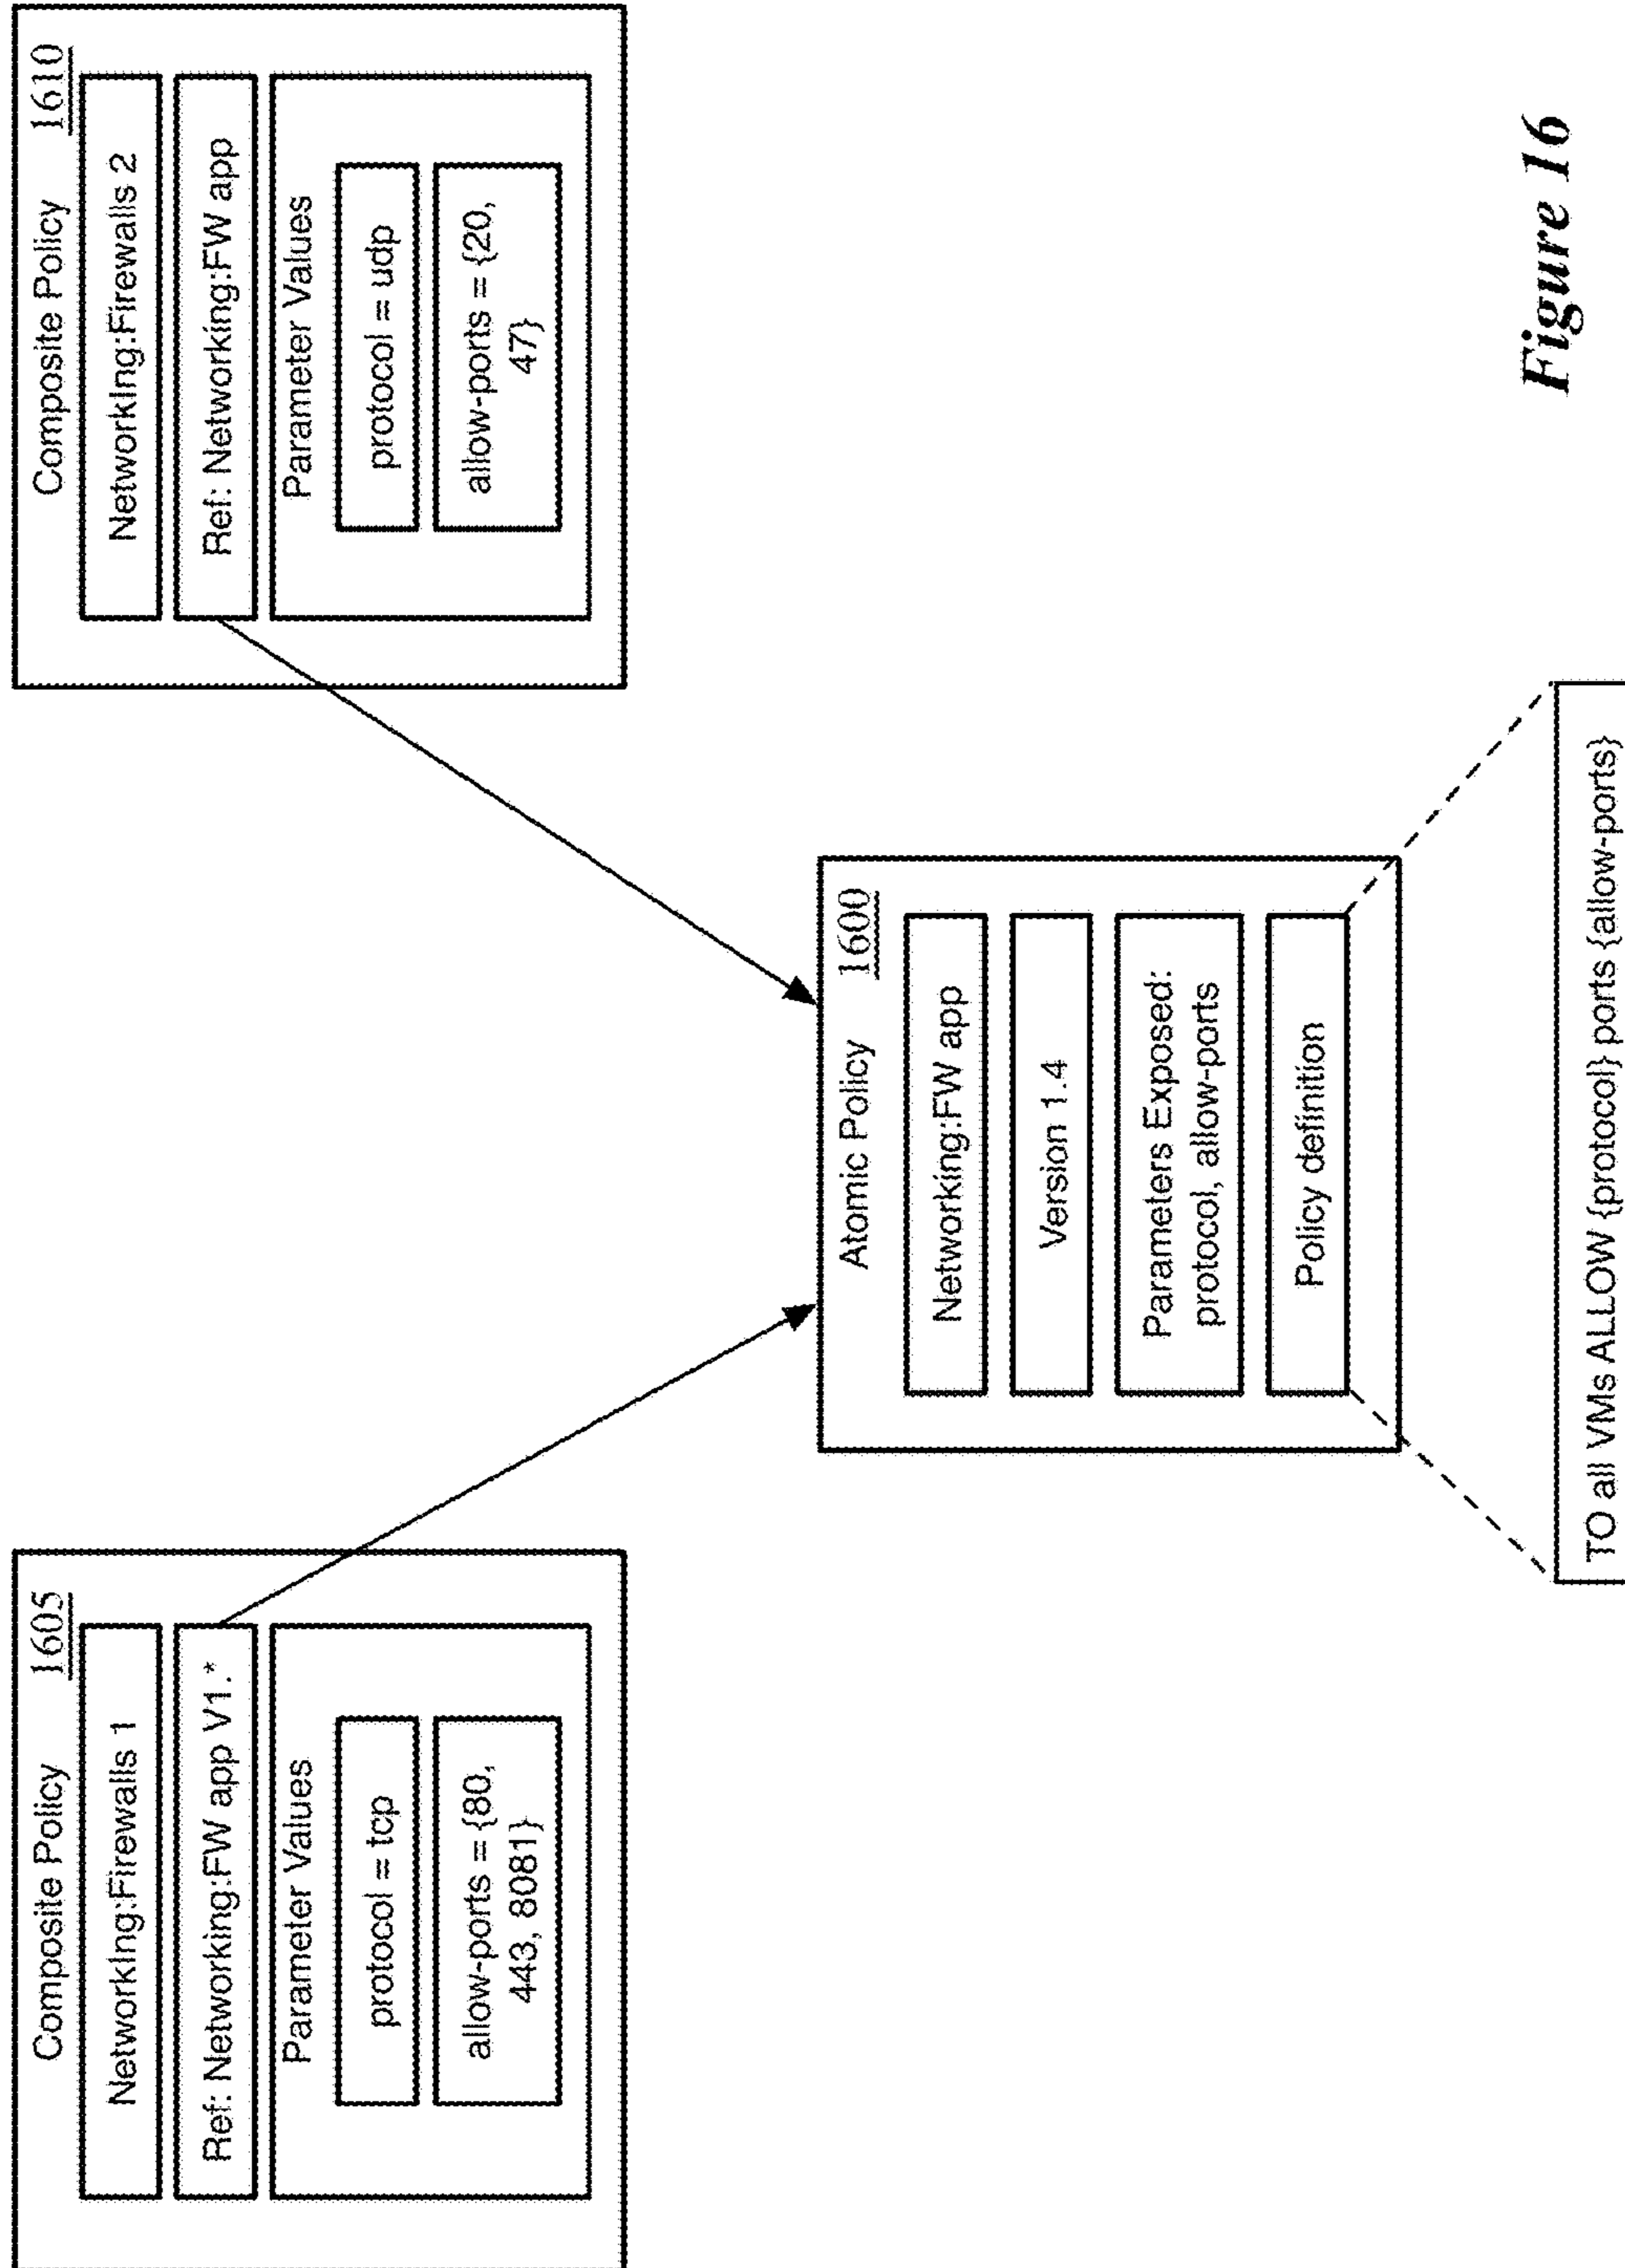 Composite Policy 1605
Networking:Firewalls 1
Ref: Networking:FW app V1.*
Parameter Values
protocol = tcp
allow-ports = {80,
443, 8081}
Composite Policy 1610
Networking:Firewalls 2
Ref: Networking:FW app
Parameter Values
protocol = udp
allow-ports = {20,
47}
Atomic Policy 1600
Networking:FW app
Version 1.4
Parameters Exposed:
protocol, allow-ports
Policy definition
TO all VMs ALLOW {protocol} ports {allow-ports}
Figure 16